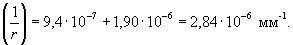 (1/r) = 9,4·10⁻⁷ + 1,90·10⁻⁶ = 2,84·10⁻⁶ мм⁻¹.